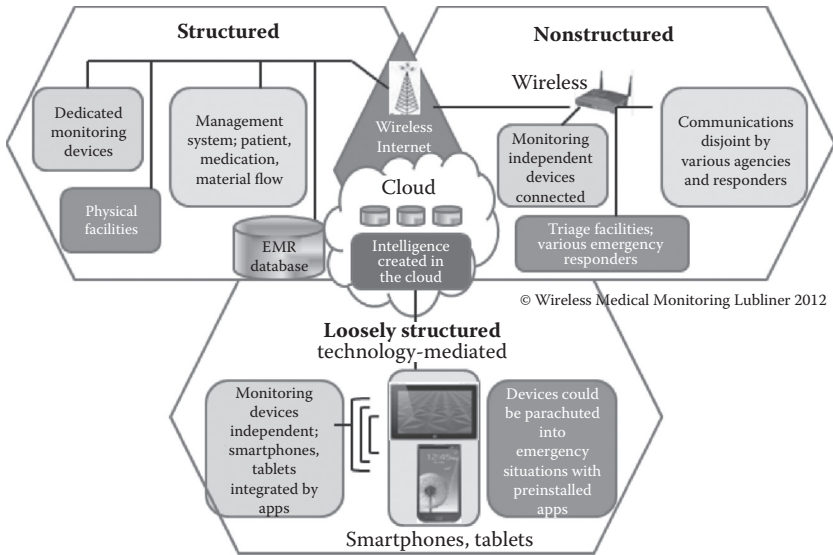 Structured
Nonstructured
Wireless
Dedicated
monitoring
devices
Management
system; patient,
medication,
material flow
Physical
facilities
EMR
database
Wireless
Internet
Cloud
Intelligence
created in
the cloud
Monitoring
independent
devices
connected
Communications
disjoint by
various agencies
and responders
Triage facilities;
various emergency
responders
© Wireless Medical Monitoring Lubliner 2012
Loosely structured
technology-mediated
Monitoring
devices
independent;
smartphones,
tablets
integrated by
apps
Devices could
be parachuted
into
emergency
situations with
preinstalled
apps
Smartphones, tablets